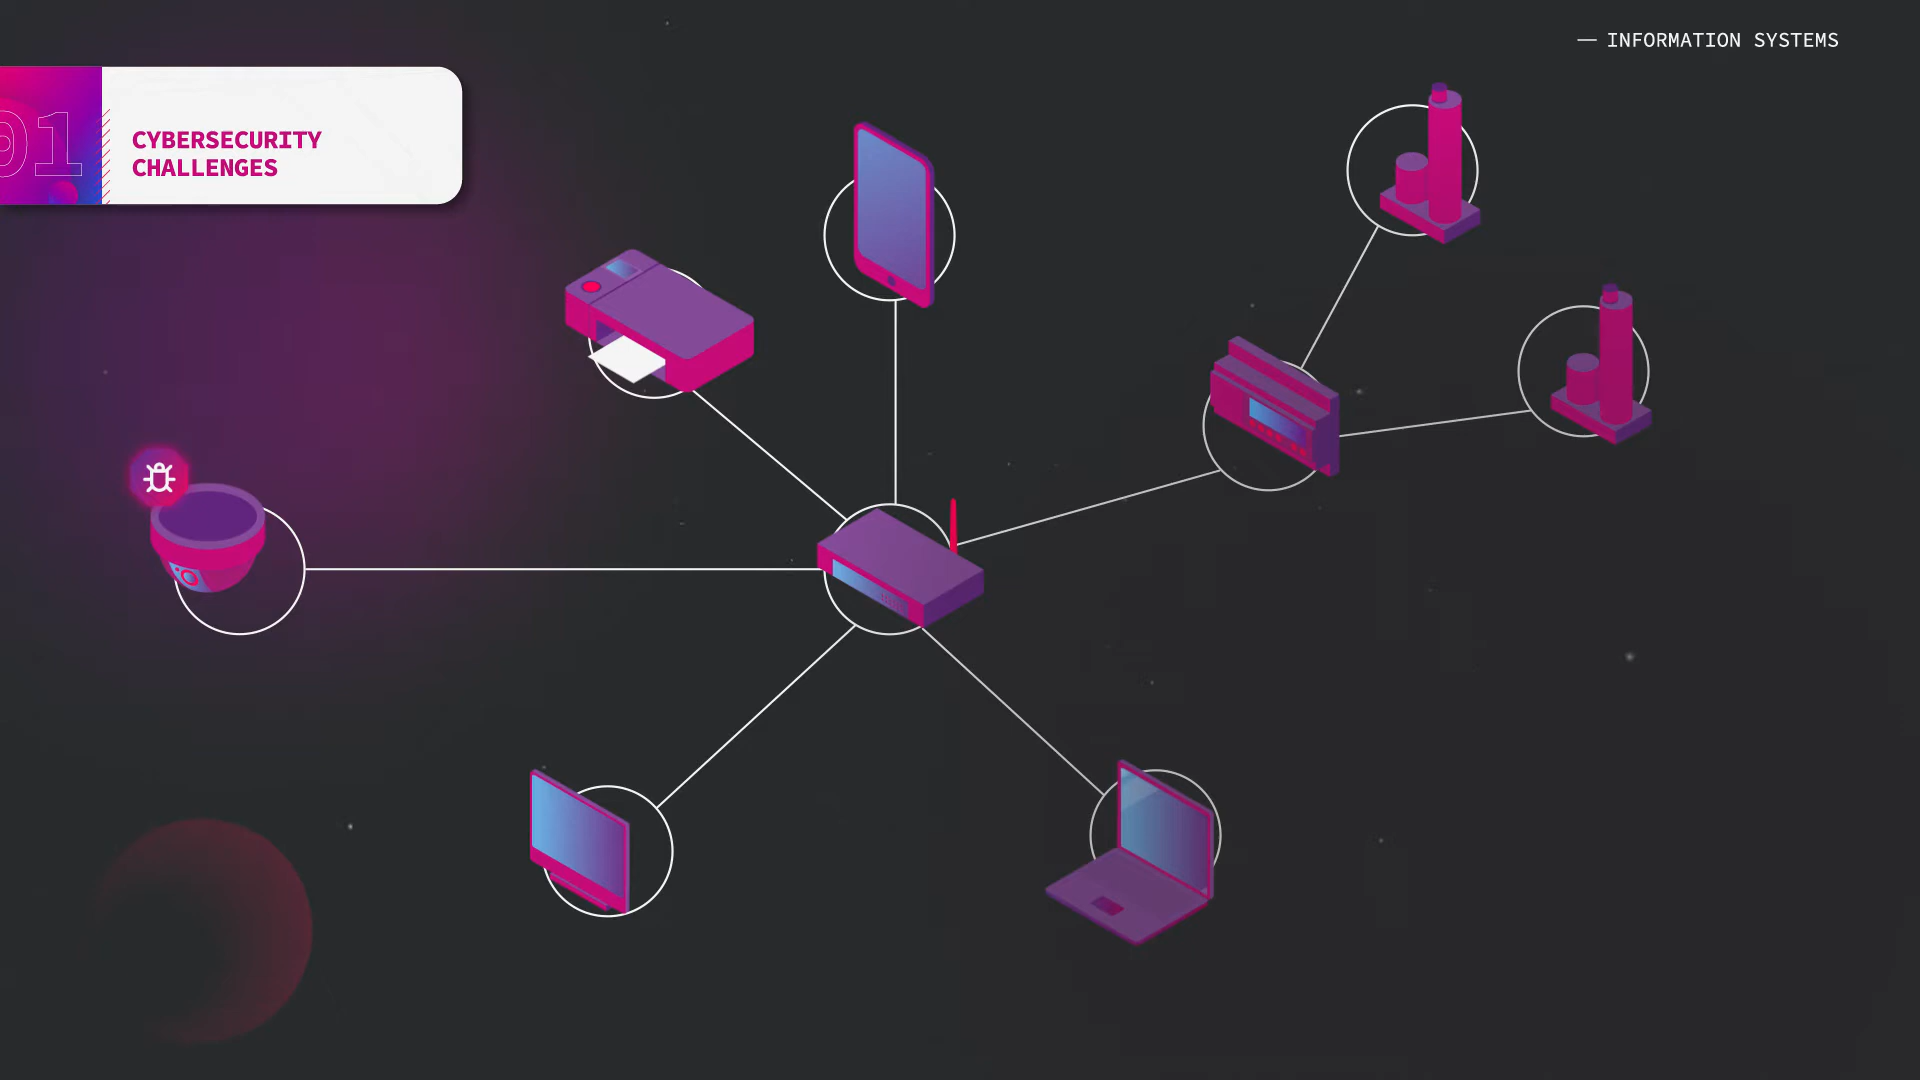 — INFORMATION SYSTEMS
01
CYBERSECURITY
CHALLENGES